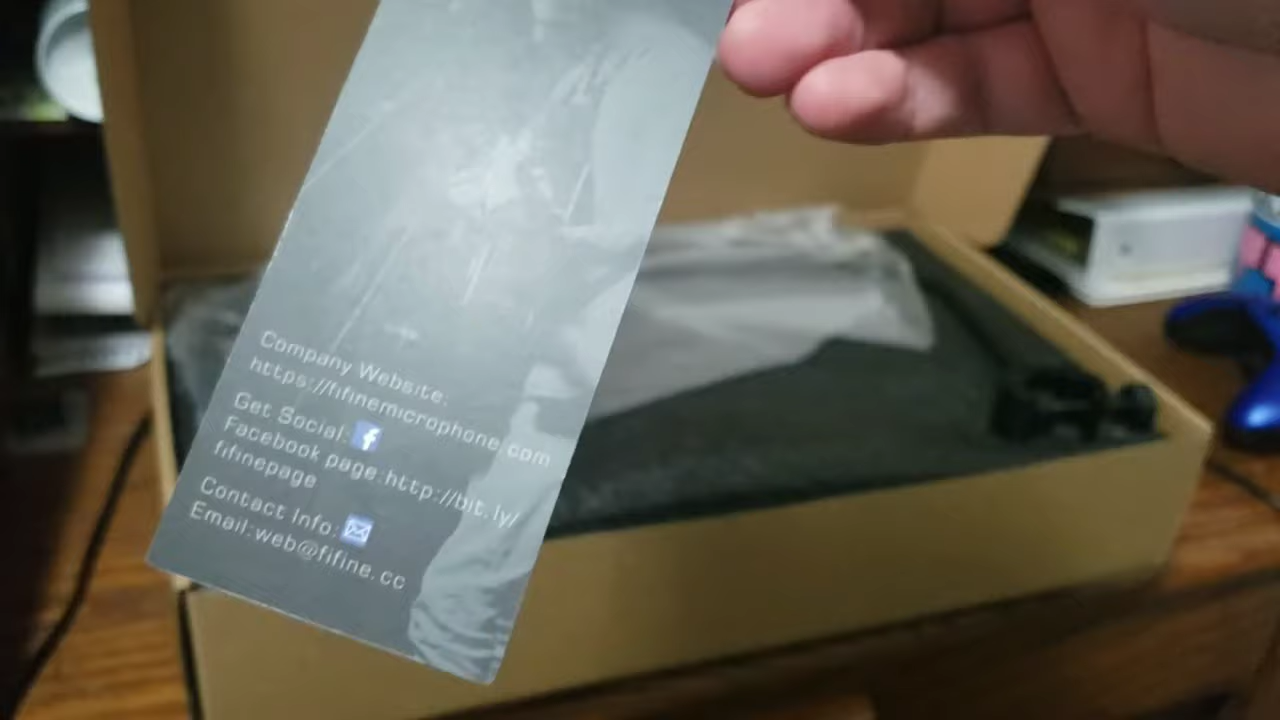 Company Website:
https://fifinemicrophone.com
Get Social:
Facebook page:http://bit.ly/
fifinepage
Contact Info:
Email:web@fifine.cc